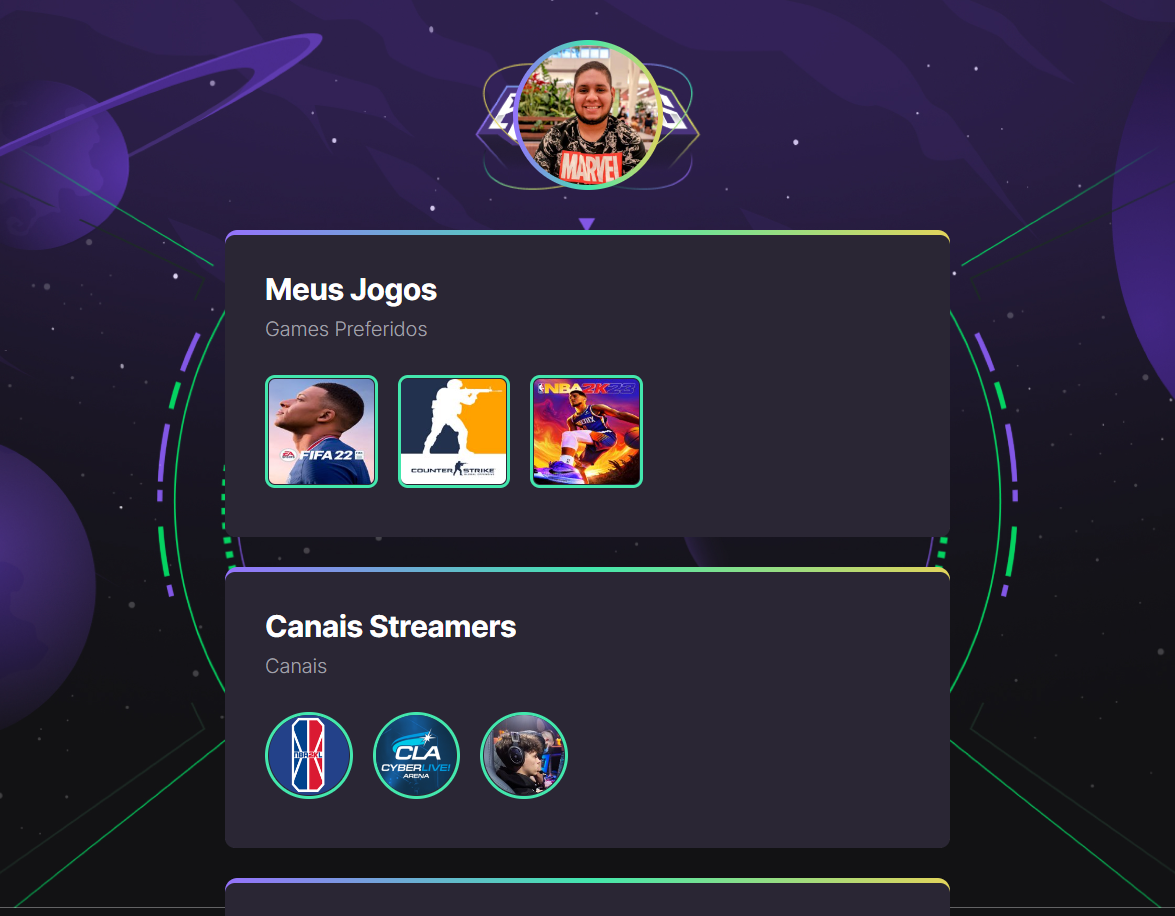 MARVEL
Meus Jogos
Games Preferidos
FIFA 22
COUNTER STRIKE
NBA 2K23
Canais Streamers
Canais
CLA
CYBERLIVE!
ARENA